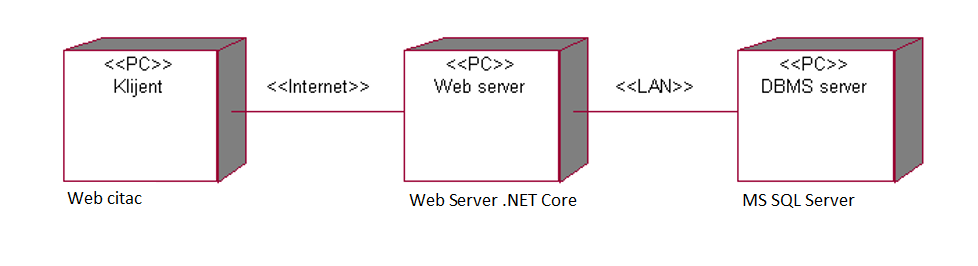 <<PC>>
Klijent
<<Internet>>
<<PC>>
Web server
<<LAN>>
<<PC>>
DBMS server
Web citac
Web Server .NET Core
MS SQL Server